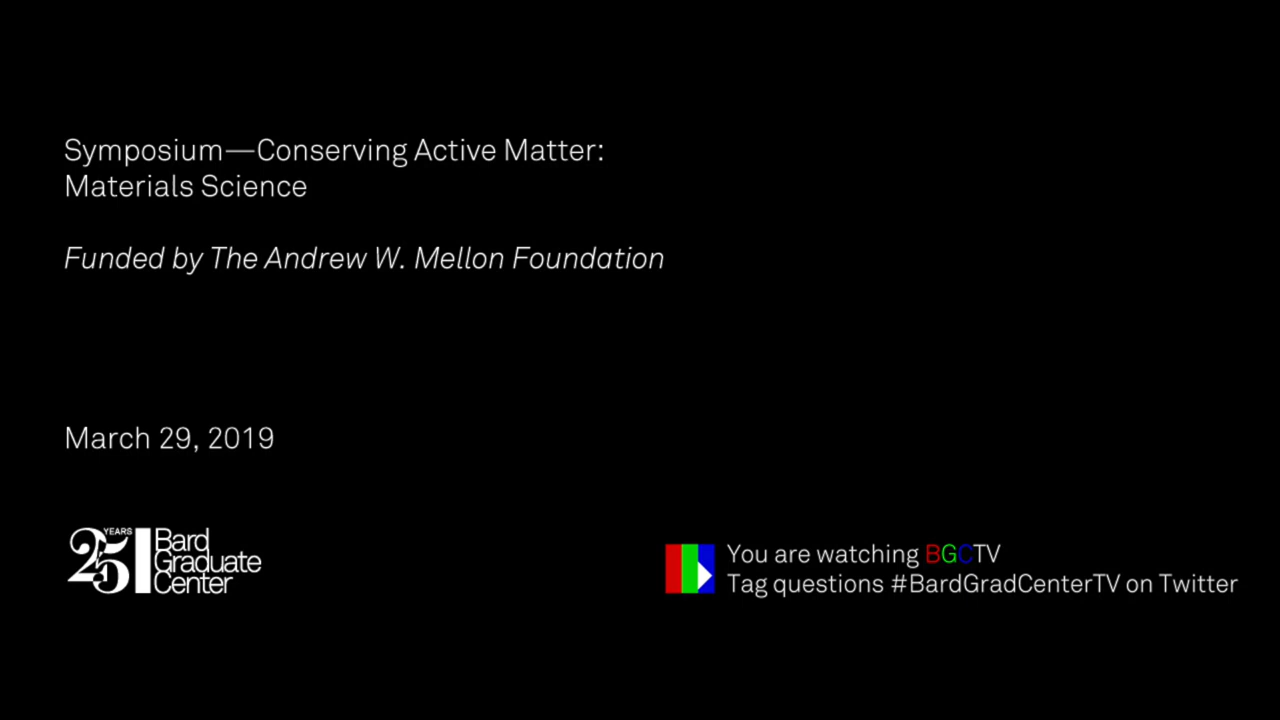 Symposium—Conserving Active Matter:
Materials Science
Funded by The Andrew W. Mellon Foundation
March 29, 2019
25 YEARS
Bard
Graduate
Center
You are watching BGCTV
Tag questions #BardGradCenterTV on Twitter